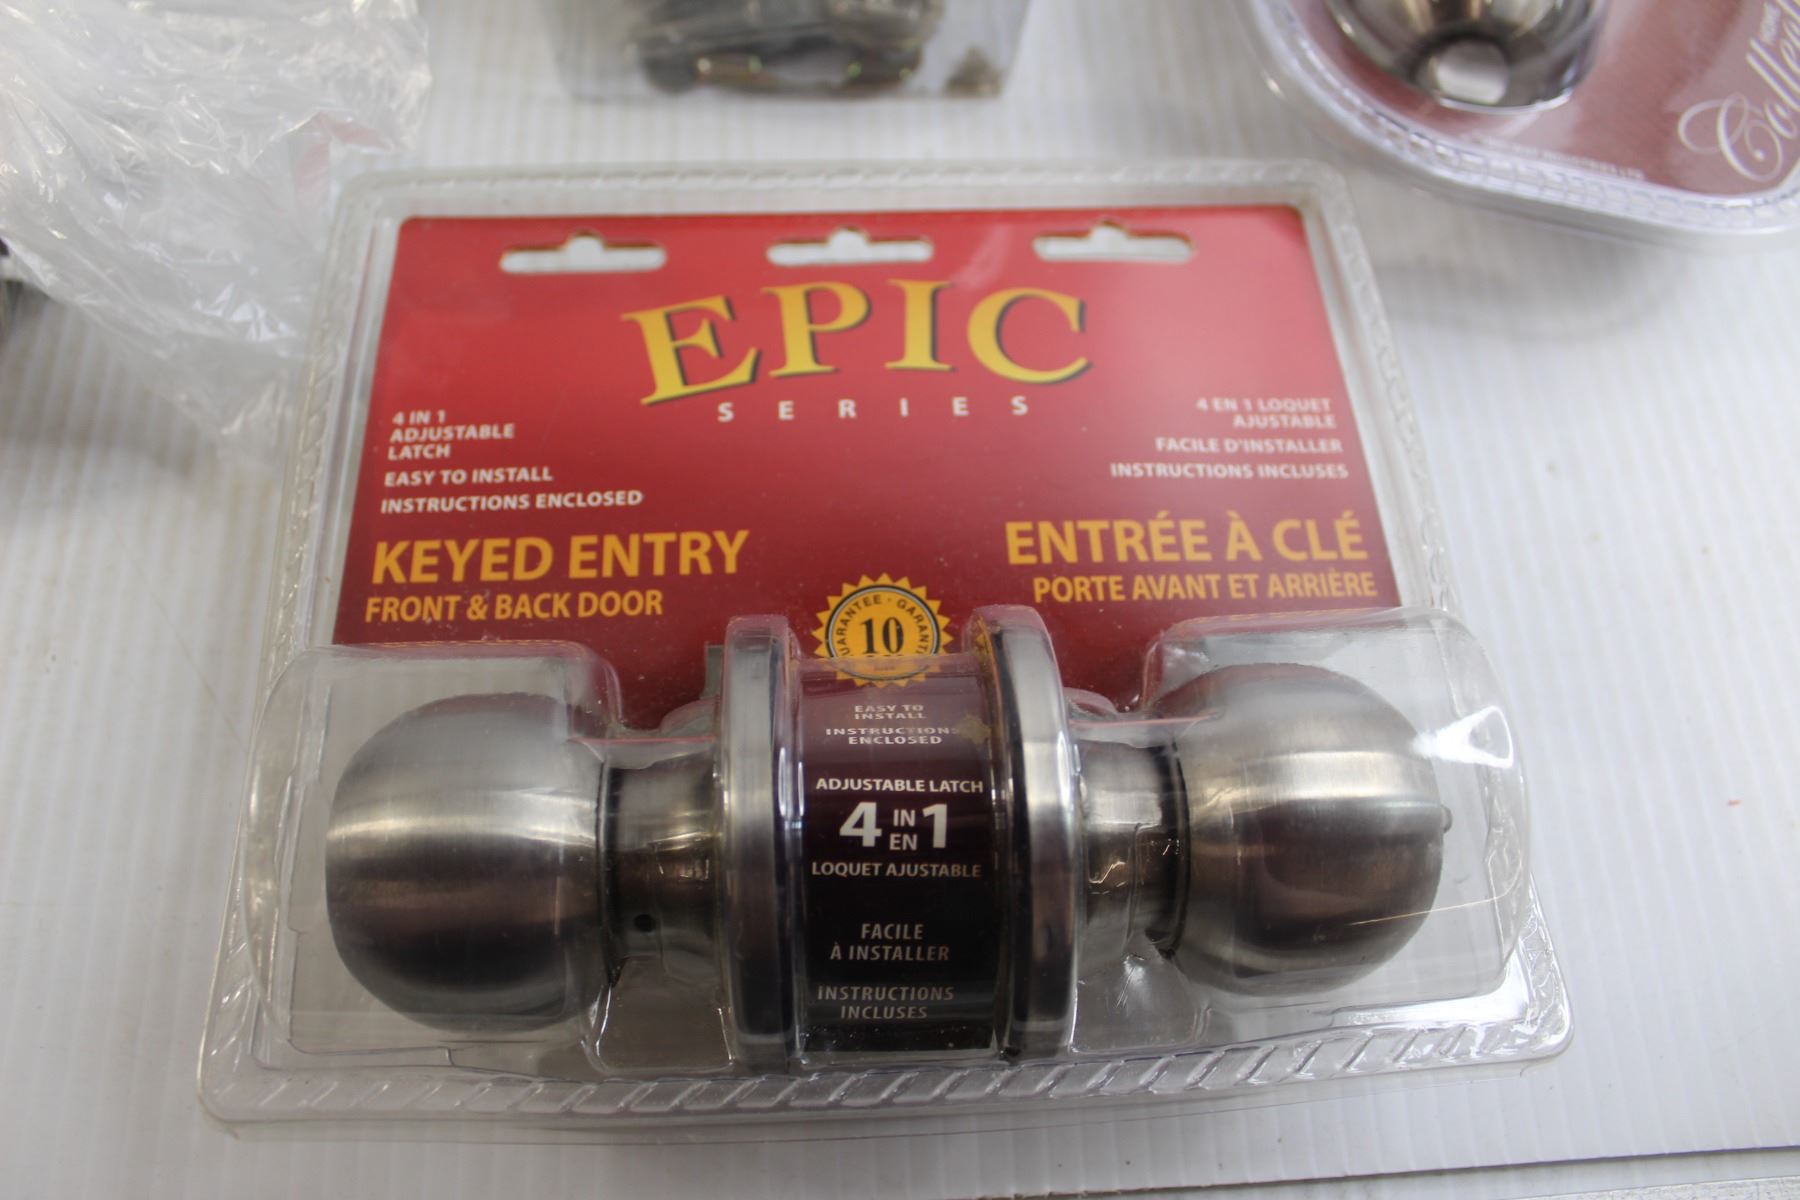 EPIC
SERIES
4 IN 1
ADJUSTABLE
LATCH
EASY TO INSTALL
INSTRUCTIONS ENCLOSED
4 EN 1 LOQUET
AJUSTABLE
FACILE D'INSTALLER
INSTRUCTIONS INCLUSES
KEYED ENTRY
FRONT & BACK DOOR
ENTRÉE À CLÉ
PORTE AVANT ET ARRIÈRE
10
EASY TO
INSTALL
INSTRUCTIONS
ENCLOSED
ADJUSTABLE LATCH
4 IN EN 1
LOQUET AJUSTABLE
FACILE
À INSTALLER
INSTRUCTIONS
INCLUSES